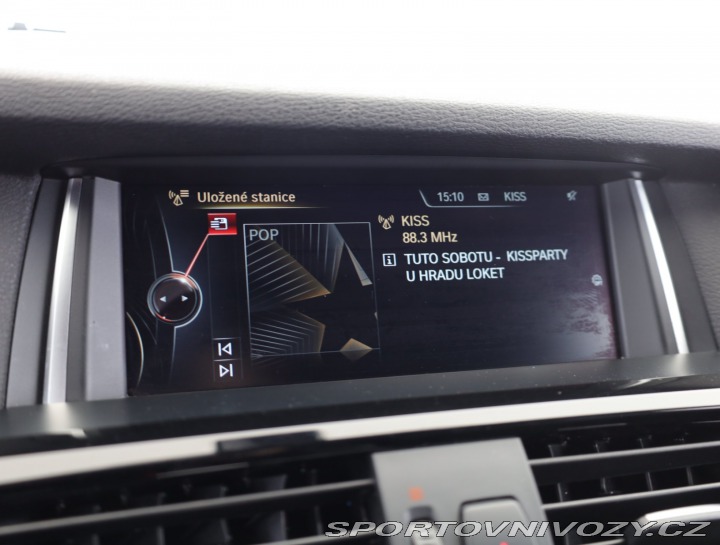 Uložené stanice
15:10 KISS
POP
KISS
88.3 MHz
TUTO SOBOTU - KISSPARTY
U HRADU LOKET
SPORTOVNIVOZY.CZ